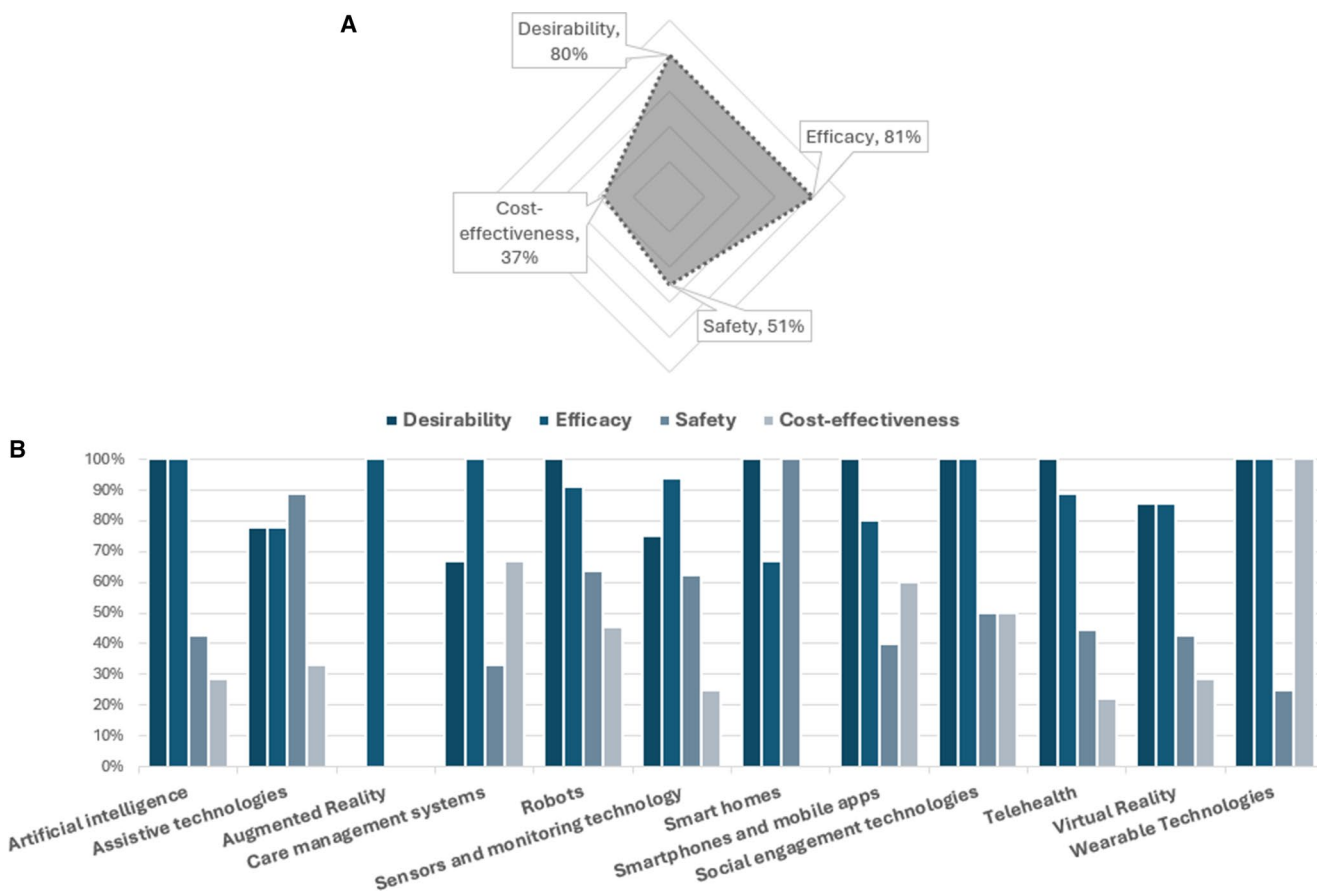 A
Desirability,
80%
Efficacy, 81%
Cost-
effectiveness,
37%
Safety, 51%
Desirability Efficacy Safety Cost-effectiveness
B
100%
90%
80%
70%
60%
50%
40%
30%
20%
10%
0%
Artificial intelligence
Assistive technologies
Augmented Reality
Care management systems
Robots
Sensors and monitoring technology
Smart homes
Smartphones and mobile apps
Social engagement technologies
Telehealth
Virtual Reality
Wearable Technologies